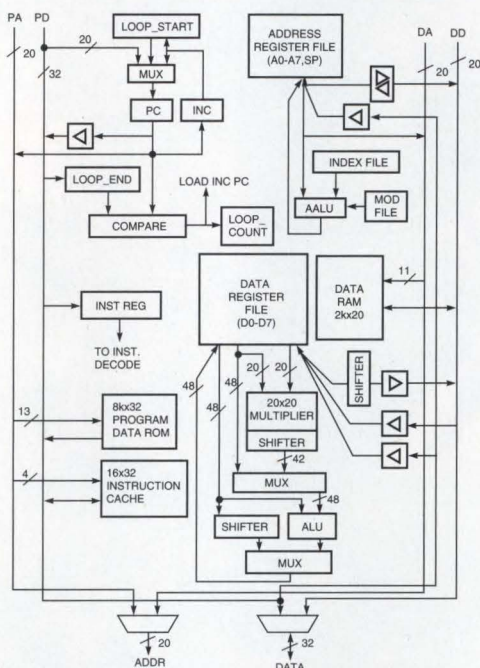 PA
PD
DA
DD
20
32
20
20
20
LOOP_START
MUX
PC
INC
LOOP_END
LOAD INC PC
COMPARE
LOOP_
COUNT
ADDRESS
REGISTER FILE
(A0-A7,SP)
INDEX FILE
AALU
MOD
FILE
INST REG
TO INST.
DECODE
DATA
REGISTER
FILE
(D0-D7)
DATA
RAM
2kx20
11
13
8kx32
PROGRAM
DATA ROM
4
16x32
INSTRUCTION
CACHE
48
48
48
20
20
20x20
MULTIPLIER
SHIFTER
42
MUX
48
SHIFTER
ALU
MUX
SHIFTER
20
ADDR
32
DATA